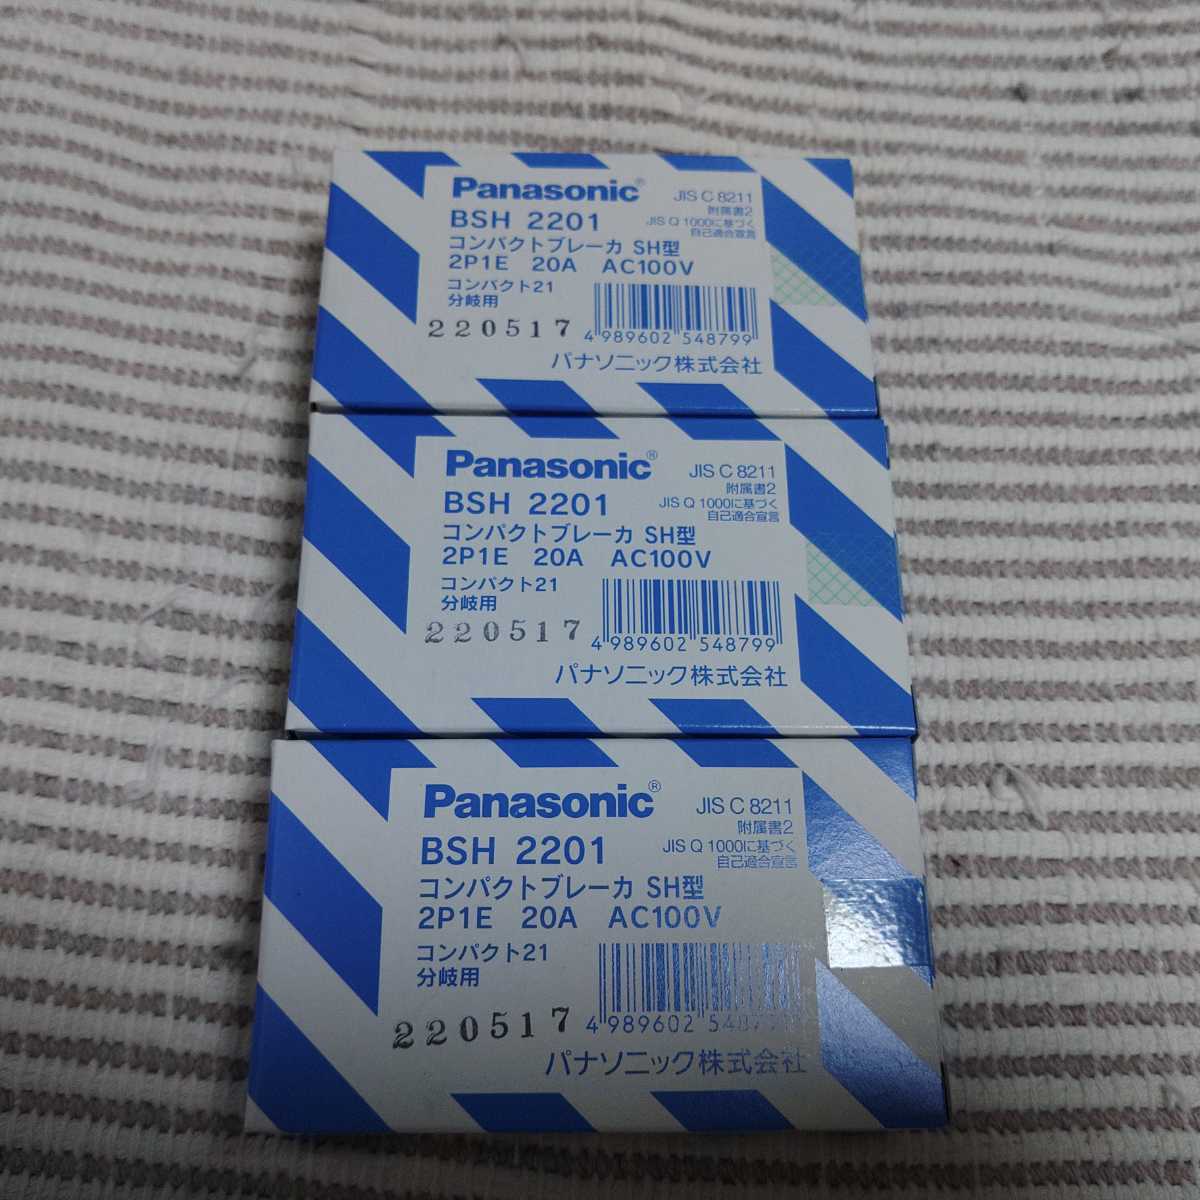 Panasonic®
JIS C 8211
BSH 2201
附属書2
JIS Q 1000に基づく
自己適合宣言
コンパクトブレーカ SH型
2P1E 20A AC100V
コンパクト21
分岐用
220517
4 989602 548799
パナソニック株式会社
Panasonic®
JIS C 8211
BSH 2201
附属書2
JIS Q 1000に基づく
自己適合宣言
コンパクトブレーカ SH型
2P1E 20A AC100V
コンパクト21
分岐用
220517
4 989602 548799
パナソニック株式会社
Panasonic®
JIS C 8211
BSH 2201
附属書2
JIS Q 1000に基づく
自己適合宣言
コンパクトブレーカ SH型
2P1E 20A AC100V
コンパクト21
分岐用
220517
4 989602 548799
パナソニック株式会社